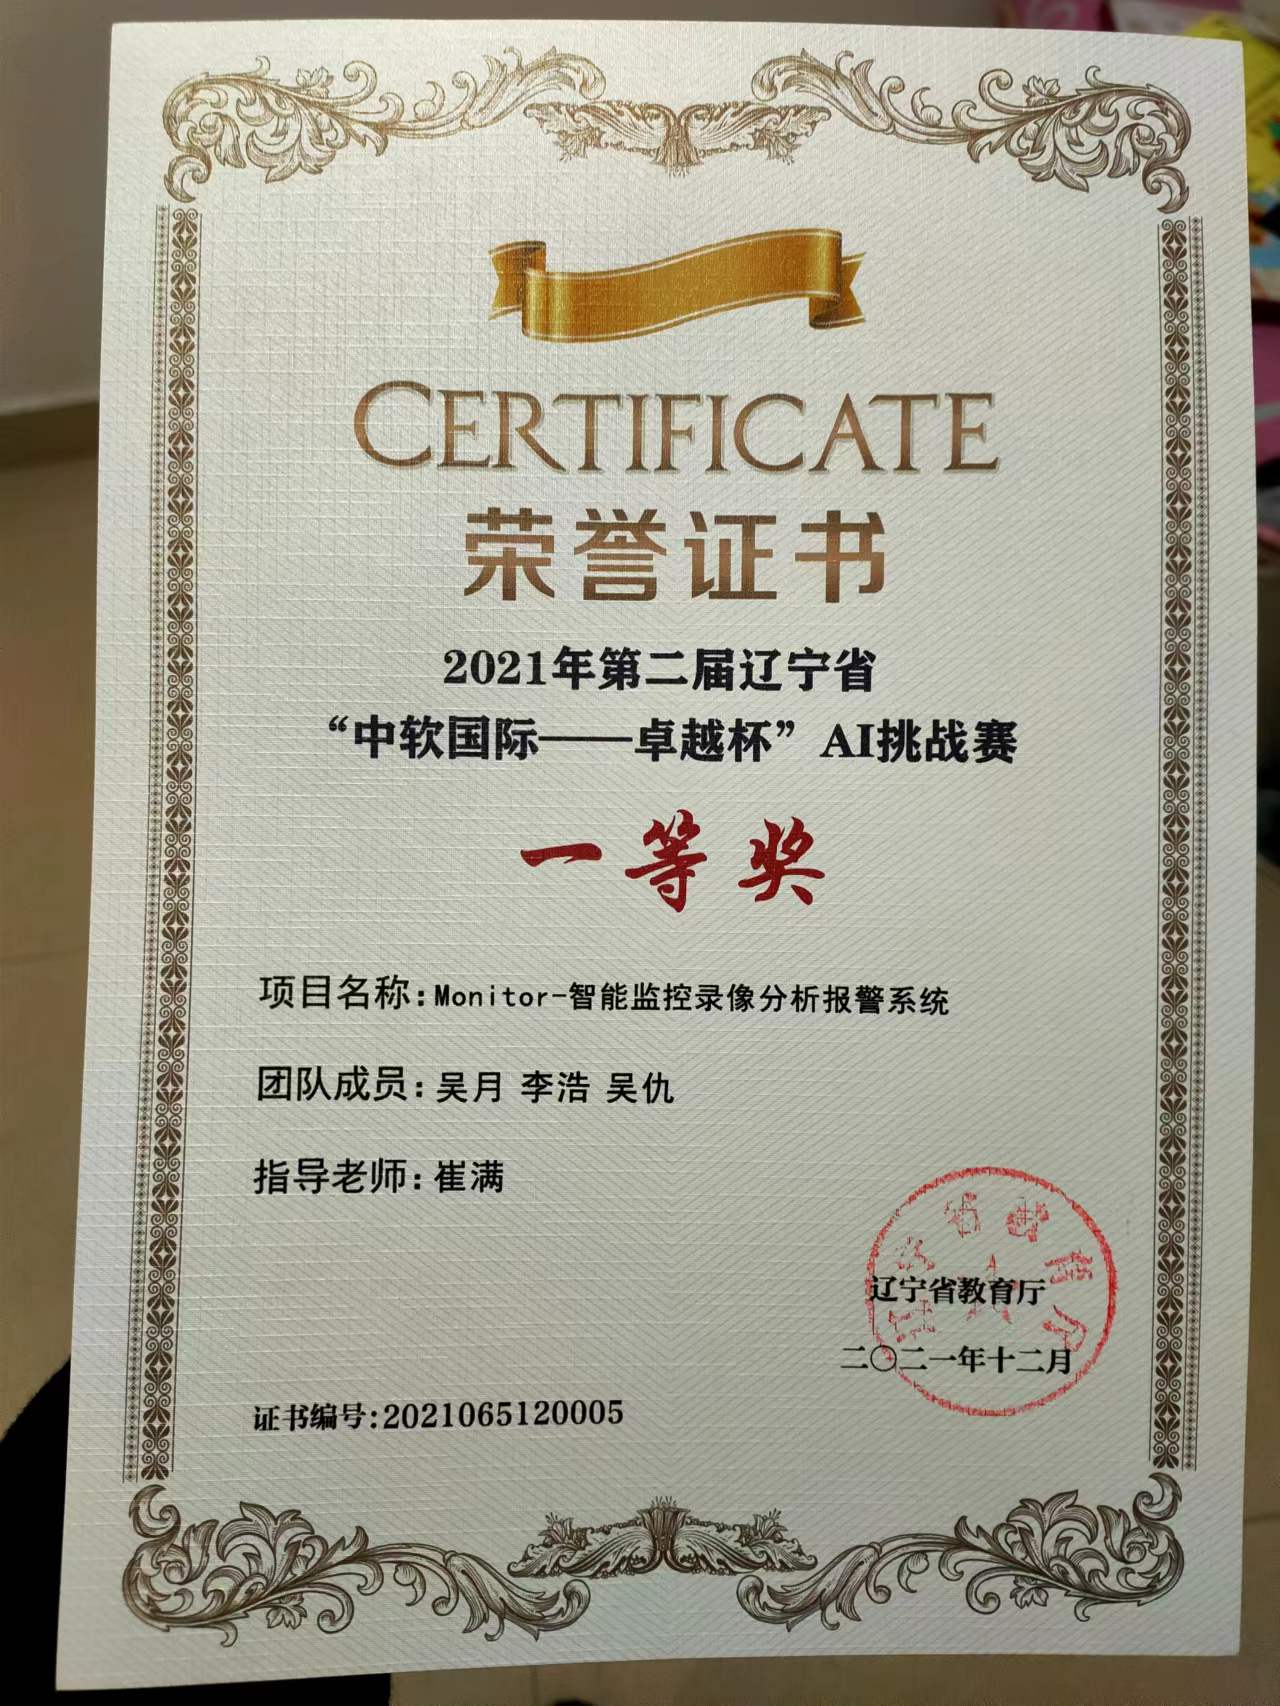 CERTIFICATE
荣誉证书
2021年第二届辽宁省
“中软国际——卓越杯”AI挑战赛
一等奖
项目名称:Monitor-智能监控录像分析报警系统
团队成员:吴月 李浩 吴仇
指导老师:崔满
辽宁省教育厅
二〇二一年十二月
证书编号:2021065120005